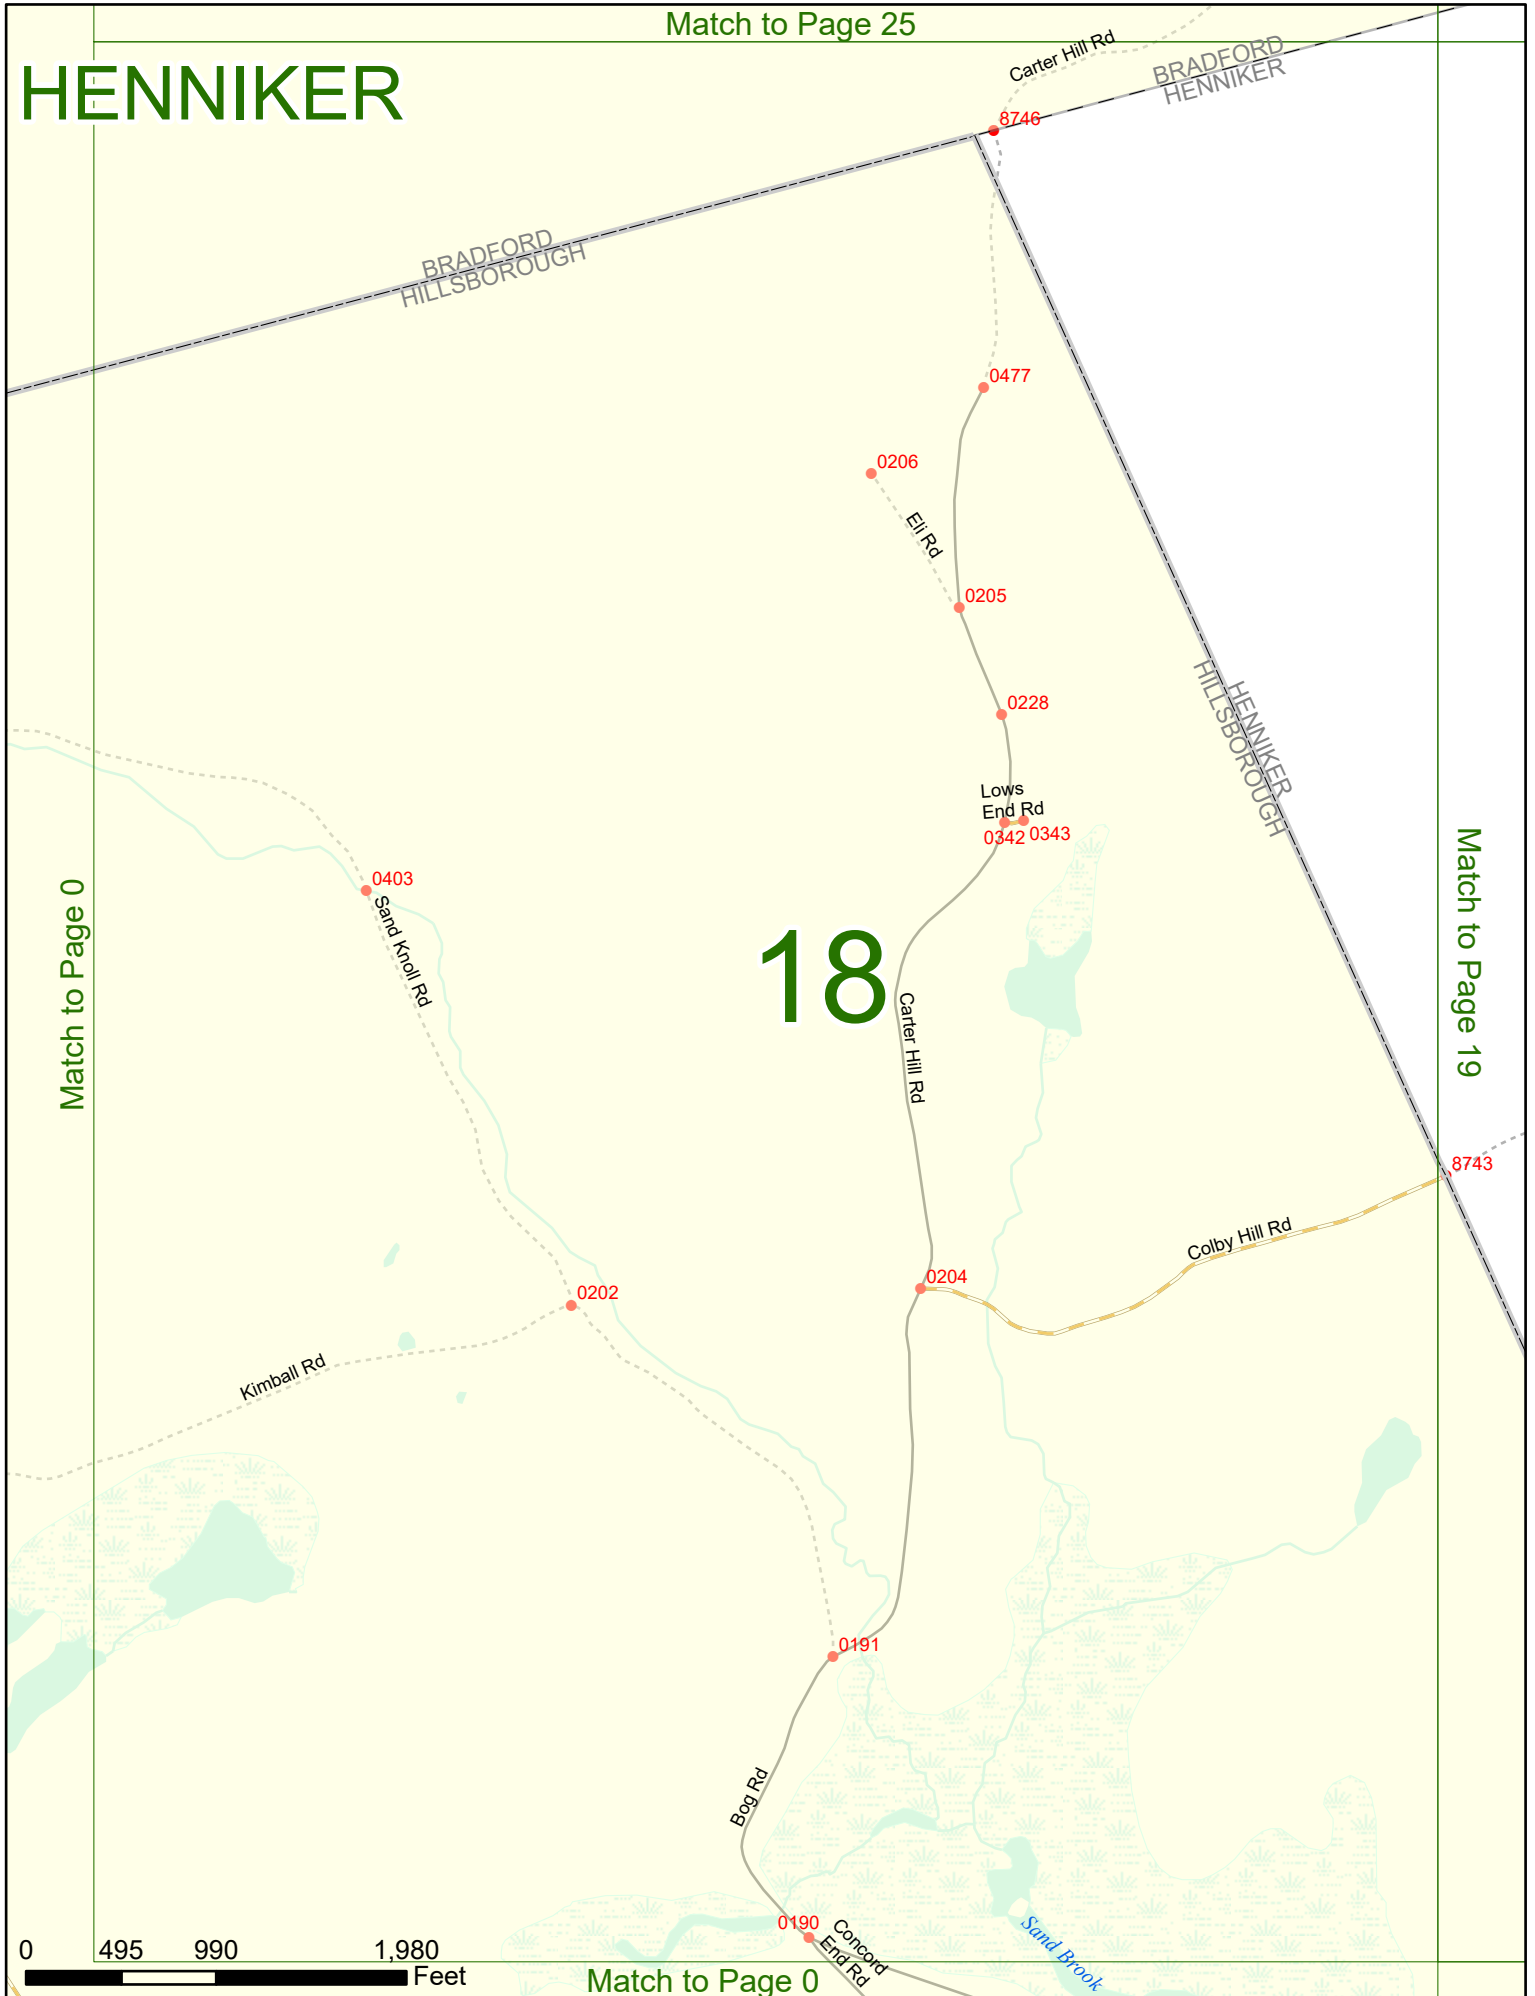 Match to Page 25
HENNIKER
Carter Hill Rd
BRADFORD
HENNIKER
8746
BRADFORD
HILLSBOROUGH
0477
0206
Eli Rd
0205
0228
HENNIKER
HILLSBOROUGH
Lows
End Rd
0342
0343
Match to Page 0
0403
Sand Knoll Rd
18
Carter Hill Rd
Match to Page 19
8743
Colby Hill Rd
0204
0202
Kimball Rd
0191
Bog Rd
0190
Concord
End Rd
Sand Brook
0 495 990 1,980
Feet
Match to Page 0